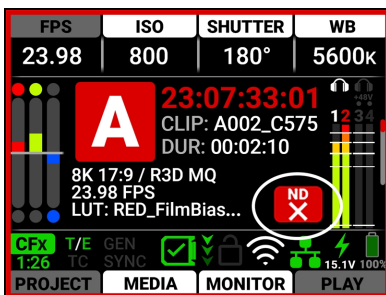 FPS ISO SHUTTER WB
23.98 800 180° 5600K
A
23:07:33:01
CLIP: A002_C575
DUR: 00:02:10
+48V
1 2 3 4
8K 17:9 / R3D MQ
23.98 FPS
LUT: RED_FilmBias...
ND
CFX T/E GEN
1:26 TC SYNC
15.1V 100%
PROJECT MEDIA MONITOR PLAY